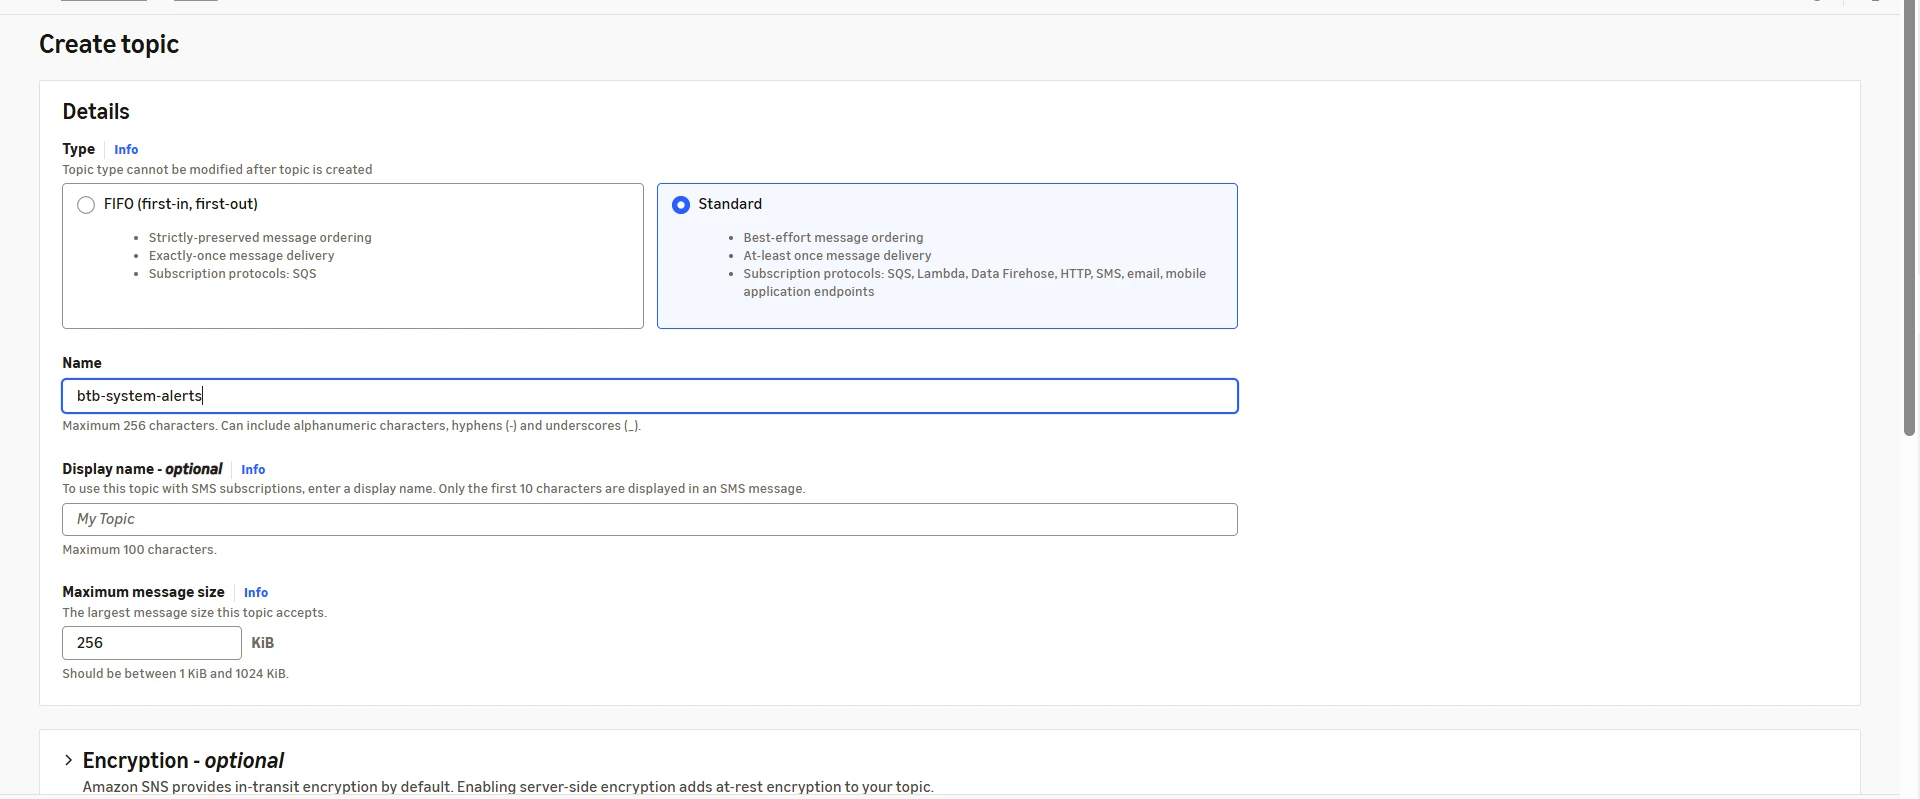 Create topic
Details
Type Info
Topic type cannot be modified after topic is created
FIFO (first-in, first-out)
• Strictly-preserved message ordering
• Exactly-once message delivery
• Subscription protocols: SQS
Standard
• Best-effort message ordering
• At-least once message delivery
• Subscription protocols: SQS, Lambda, Data Firehose, HTTP, SMS, email, mobile
application endpoints
Name
btb-system-alerts
Maximum 256 characters. Can include alphanumeric characters, hyphens (-) and underscores (_).
Display name - optional Info
To use this topic with SMS subscriptions, enter a display name. Only the first 10 characters are displayed in an SMS message.
My Topic
Maximum 100 characters.
Maximum message size Info
The largest message size this topic accepts.
256 KiB
Should be between 1 KiB and 1024 KiB.
Encryption - optional
Amazon SNS provides in-transit encryption by default. Enabling server-side encryption adds at-rest encryption to your topic.